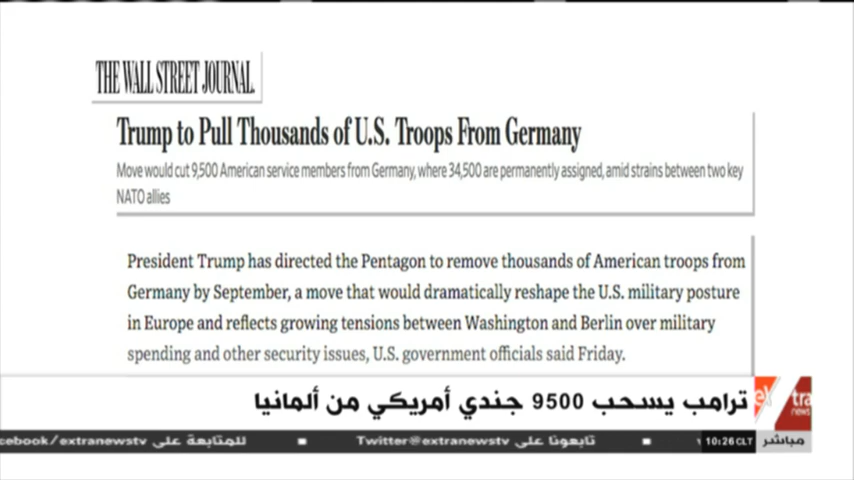 THE WALL STREET JOURNAL.
Trump to Pull Thousands of U.S. Troops From Germany
Move would cut 9,500 American service members from Germany, where 34,500 are permanently assigned, amid strains between two key
NATO allies
President Trump has directed the Pentagon to remove thousands of American troops from
Germany by September, a move that would dramatically reshape the U.S. military posture
in Europe and reflects growing tensions between Washington and Berlin over military
spending and other security issues, U.S. government officials said Friday.
ترامب يسحب 9500 جندي أمريكي من ألمانيا
tra
news
مباشر
10:26 CLT
تابعونا على Twitter@extranewstv
للمتابعة على cebook/extranewstv